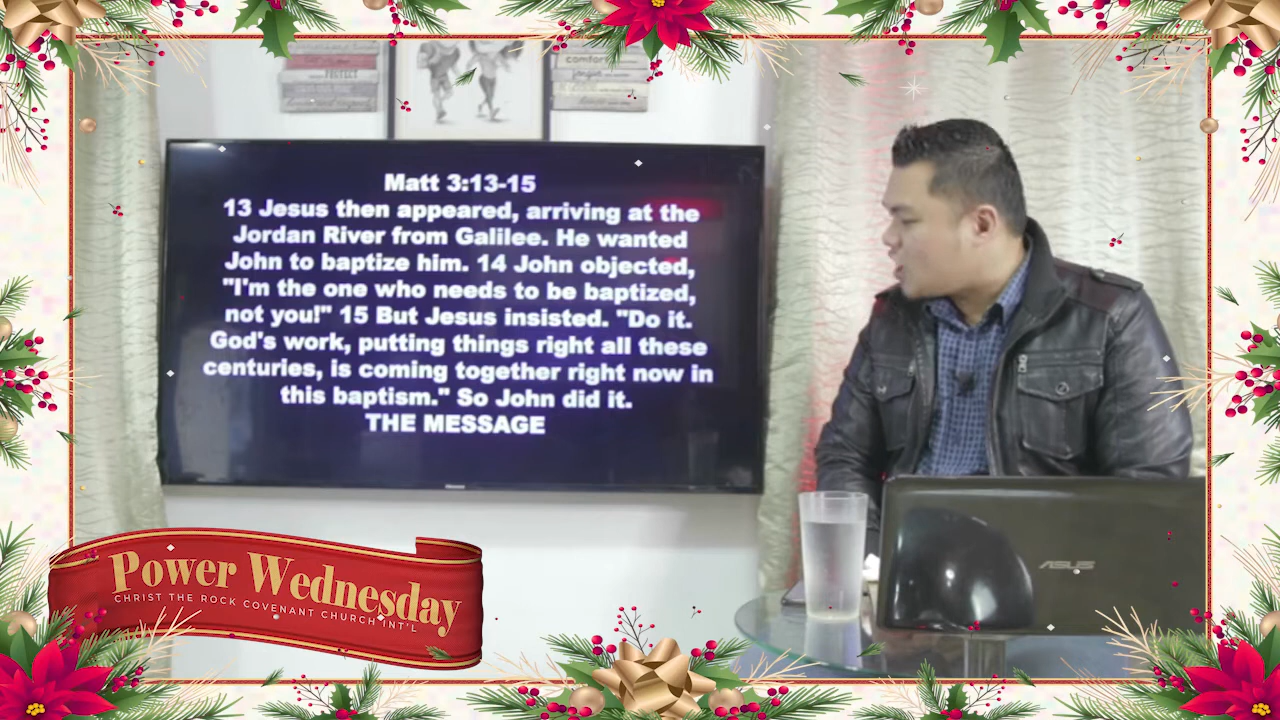 PERFECT
comfort
Matt 3:13-15
13 Jesus then appeared, arriving at the
Jordan River from Galilee. He wanted
John to baptize him. 14 John objected,
"I'm the one who needs to be baptized,
not you!" 15 But Jesus insisted. "Do it.
God's work, putting things right all these
centuries, is coming together right now in
this baptism." So John did it.
THE MESSAGE
ASUS
Power Wednesday
CHRIST THE ROCK COVENANT CHURCH INT'L